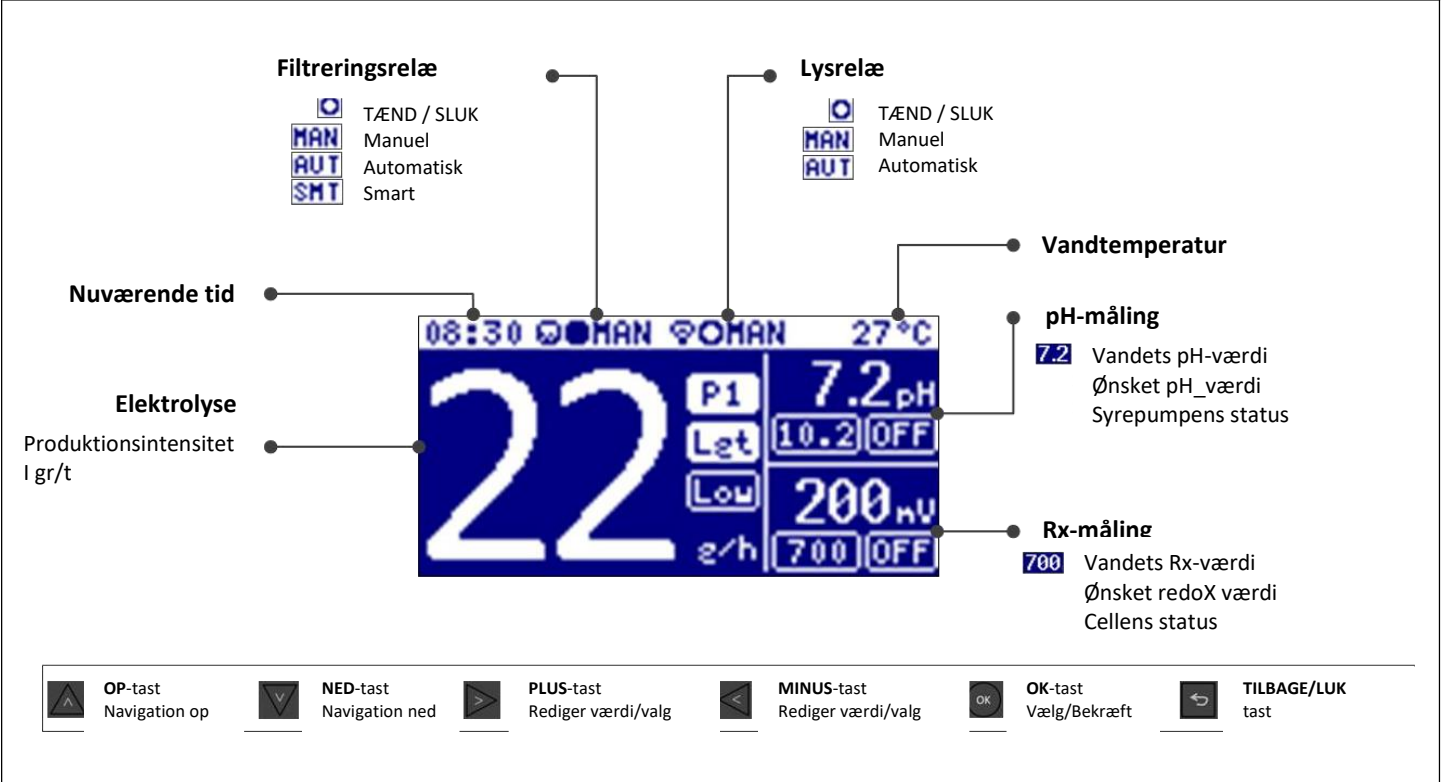 Filtreringsrelæ
TÆND / SLUK
MAN Manuel
AUT Automatisk
SMT Smart
Lysrelæ
TÆND / SLUK
MAN Manuel
AUT Automatisk
Vandtemperatur
Nuværende tid
pH-måling
7.2 Vandets pH-værdi
Ønsket pH_værdi
Syrepumpens status
Elektrolyse
Produktionsintensitet
I gr/t
08:30 MAN MAN 27°C
22
P1
Lgt
Low
g/h
7.2 pH
10.2 OFF
200 mV
700 OFF
Rx-måling
700 Vandets Rx-værdi
Ønsket redoX værdi
Cellens status
OP-tast
Navigation op
NED-tast
Navigation ned
PLUS-tast
Rediger værdi/valg
MINUS-tast
Rediger værdi/valg
OK
OK-tast
Vælg/Bekræft
TILBAGE/LUK
tast